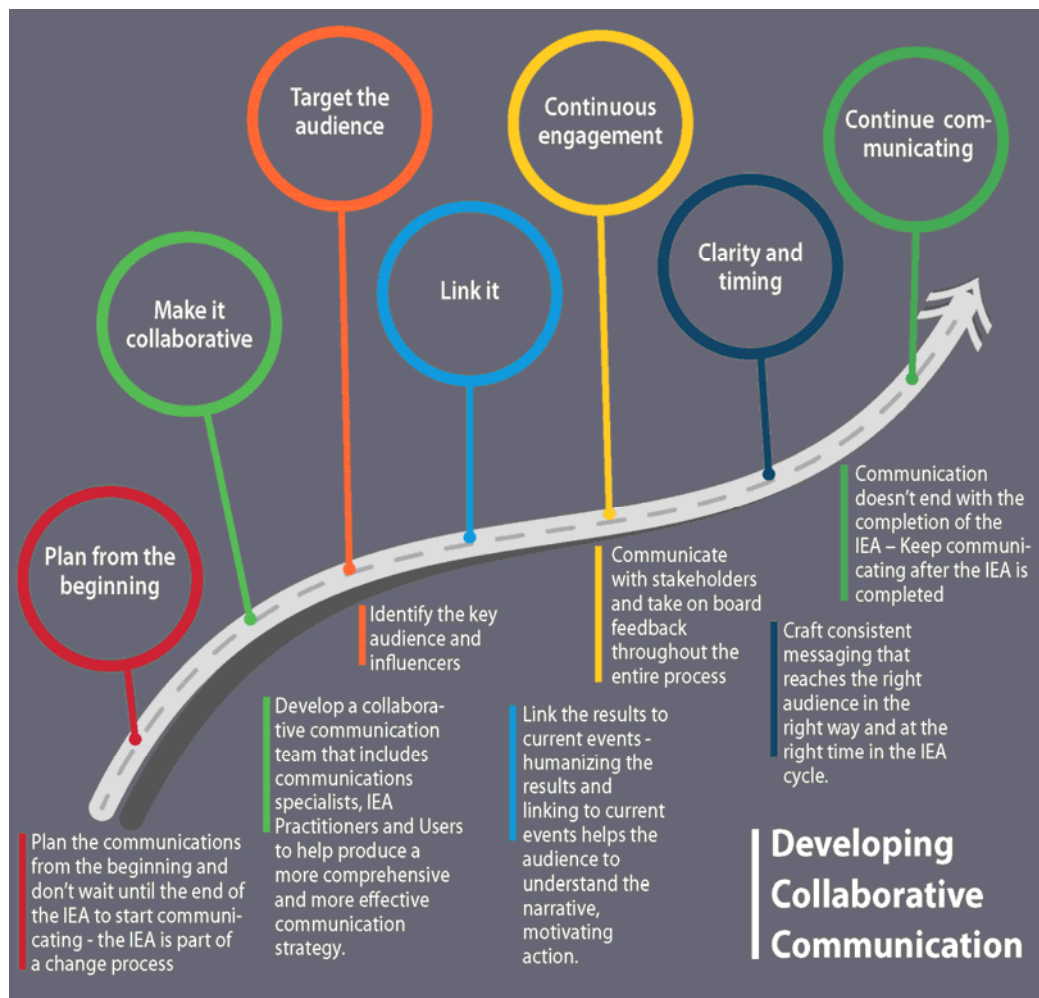 Plan from the
beginning
Make it
collaborative
Target the
audience
Link it
Continuous
engagement
Clarity and
timing
Continue com-
municating
Plan the communications
from the beginning and
don't wait until the end of
the IEA to start communi-
cating - the IEA is part of
a change process
Develop a collabora-
tive communication
team that includes
communications
specialists, IEA
Practitioners and Users
to help produce a
more comprehensive
and more effective
communication
strategy.
Identify the key
audience and
influencers
Link the results to
current events -
humanizing the
results and
linking to current
events helps the
audience to
understand the
narrative,
motivating
action.
Communicate
with stakeholders
and take on board
feedback
throughout the
entire process
Craft consistent
messaging that
reaches the right
audience in the
right way and at the
right time in the IEA
cycle.
Communication
doesn't end with the
completion of the
IEA – Keep communi-
cating after the IEA is
completed
Developing
Collaborative
Communication